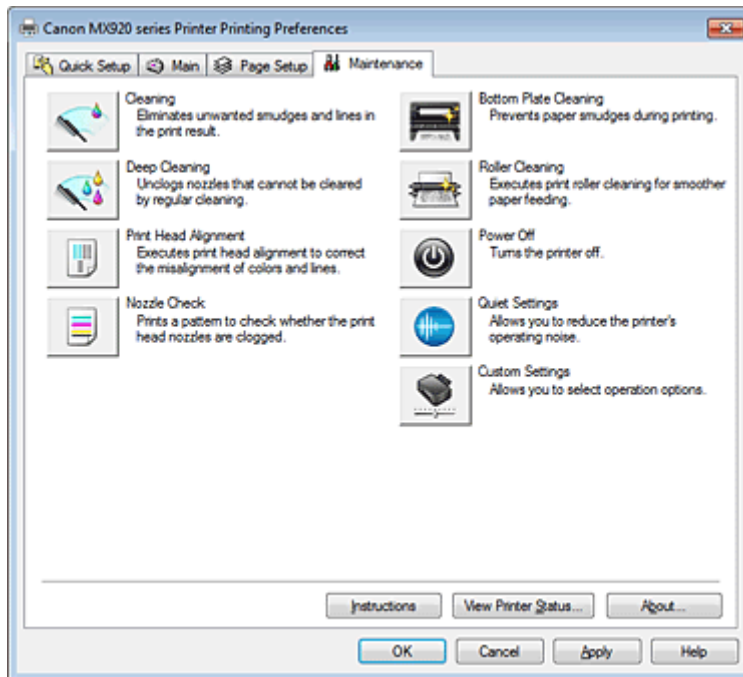 Canon MX920 series Printer Printing Preferences
Quick Setup
Main
Page Setup
Maintenance
Cleaning
Eliminates unwanted smudges and lines in
the print result.
Deep Cleaning
Unclogs nozzles that cannot be cleared
by regular cleaning.
Print Head Alignment
Executes print head alignment to correct
the misalignment of colors and lines.
Nozzle Check
Prints a pattern to check whether the print
head nozzles are clogged.
Bottom Plate Cleaning
Prevents paper smudges during printing.
Roller Cleaning
Executes print roller cleaning for smoother
paper feeding.
Power Off
Turns the printer off.
Quiet Settings
Allows you to reduce the printer's
operating noise.
Custom Settings
Allows you to select operation options.
Instructions
View Printer Status...
About...
OK
Cancel
Apply
Help